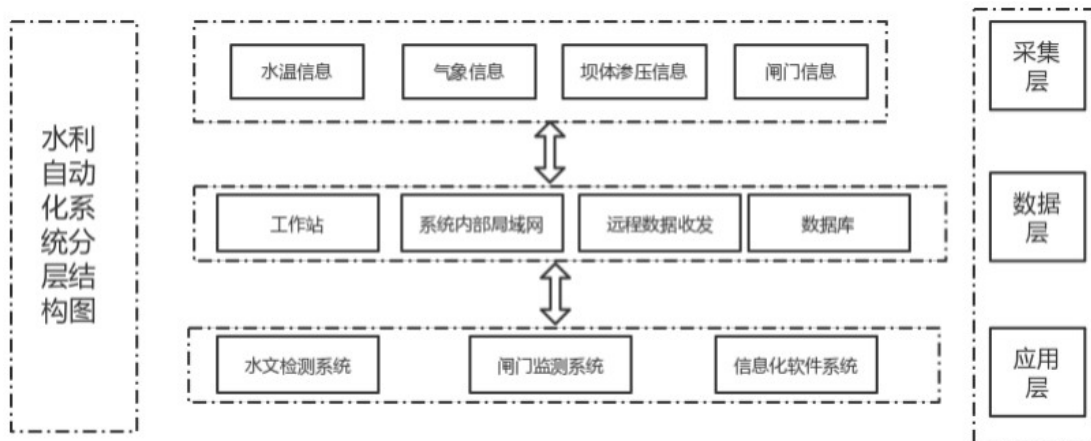 水利
自动
化系
统分
层结
构图
水温信息
气象信息
坝体渗压信息
闸门信息
采集
层
工作站
系统内部局域网
远程数据收发
数据库
数据
层
水文检测系统
闸门监测系统
信息化软件系统
应用
层